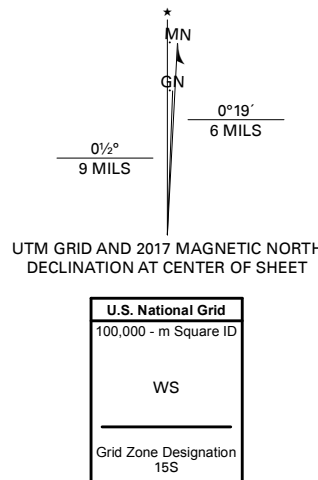 ★
MN
GN
0°19´
6 MILS
0½°
9 MILS
UTM GRID AND 2017 MAGNETIC NORTH
DECLINATION AT CENTER OF SHEET
U.S. National Grid
100,000 - m Square ID
WS
Grid Zone Designation
15S